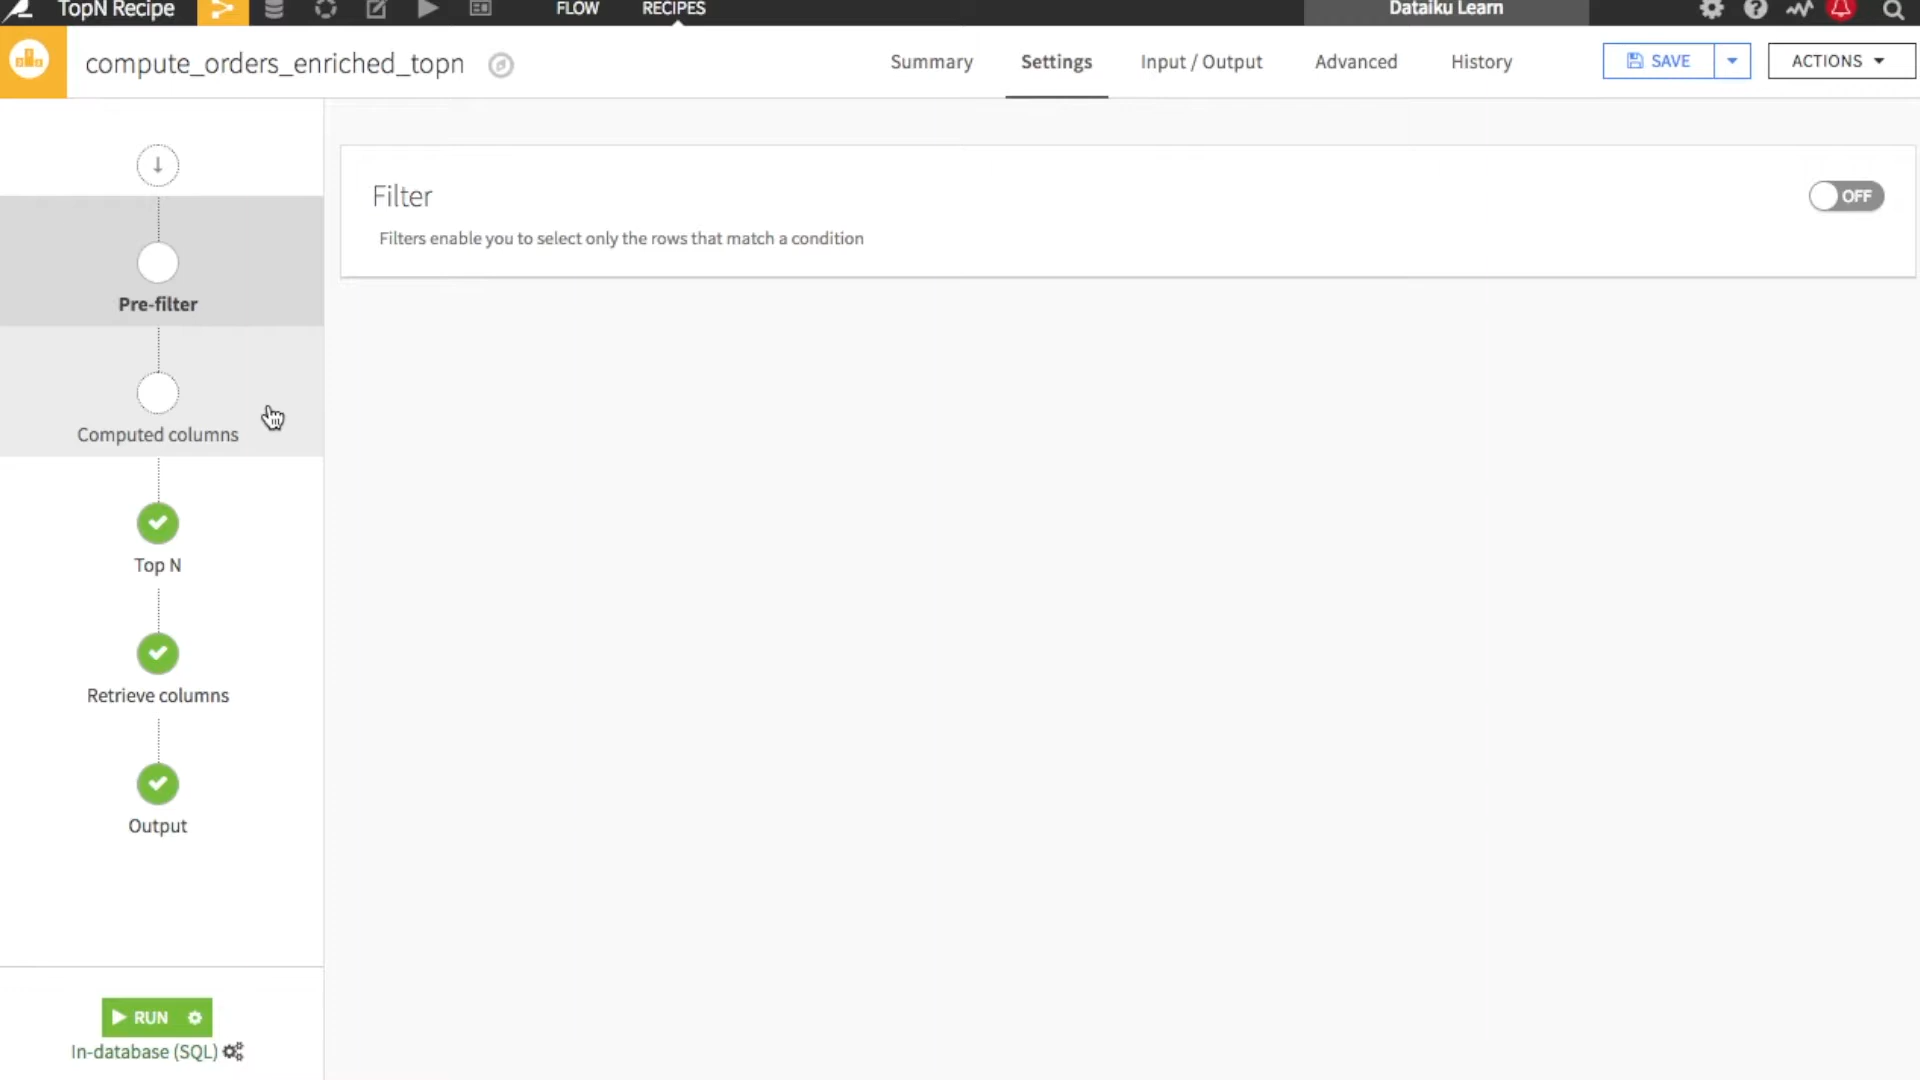 TopN Recipe
FLOW
RECIPES
Dataiku Learn
compute_orders_enriched_topn
Summary
Settings
Input / Output
Advanced
History
SAVE
ACTIONS
Filter
OFF
Filters enable you to select only the rows that match a condition
Pre-filter
Computed columns
Top N
Retrieve columns
Output
RUN
In-database (SQL)